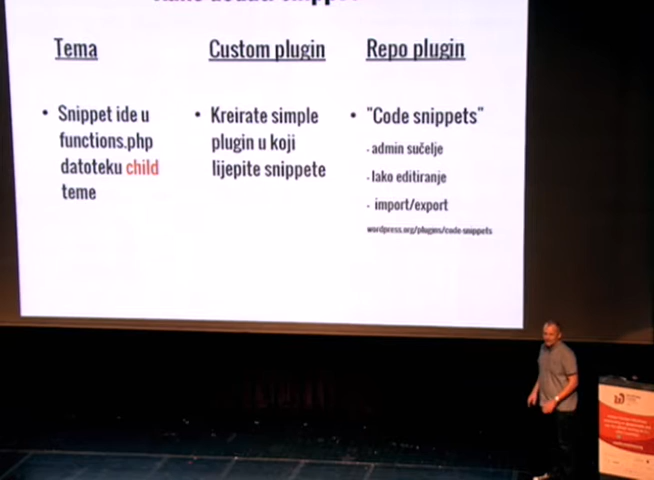 Tema
Snippet ide u
functions.php
datoteku child
teme
Custom plugin
Kreirate simple
plugin u koji
lijepite snippete
Repo plugin
"Code snippets"
- admin sučelje
- lako editiranje
- import/export
wordpress.org/plugins/code-snippets